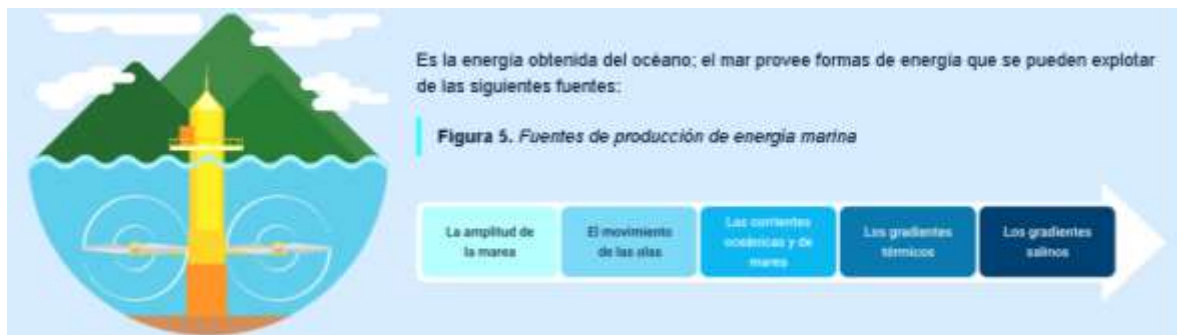 Es la energía obtenida del océano; el mar provee formas de energía que se pueden explotar
de las siguientes fuentes:
Figura 5. Fuentes de producción de energía marina
La amplitud de
la marea
El movimiento
de las olas
Las corrientes
oceánicas y de
marea
Los gradientes
térmicos
Los gradientes
salinos